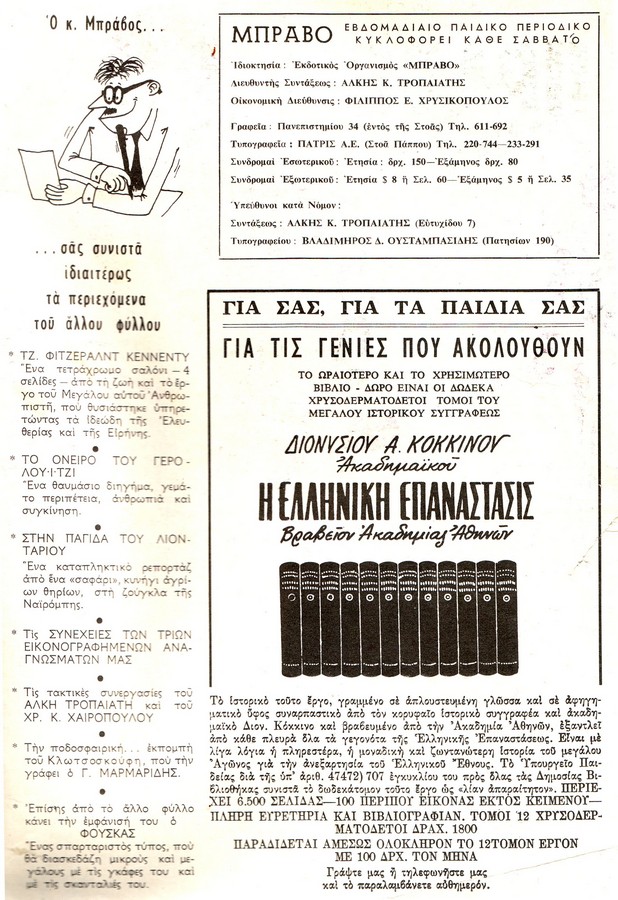 Ὁ κ. Μπράβος...
...σᾶς συνιστᾶ
ἰδιαιτέρως
τὰ περιεχόμενα
τοῦ ἄλλου φύλλου
* ΤΖ. ΦΙΤΖΕΡΑΛΝΤ ΚΕΝΝΕΝΤΥ
Ἕνα τετράχρωμο σαλόνι — 4
σελίδες — ἀπὸ τὴ ζωὴ καὶ τὸ ἔρ-
γο τοῦ Μεγάλου αὐτοῦ Ἀνθρω-
πιστῆ, ποὺ θυσιάστηκε ὑπηρε-
τώντας τὰ Ἰδεώδη τῆς Ἐλευ-
θερίας καὶ τῆς Εἰρήνης.
●
* ΤΟ ΟΝΕΙΡΟ ΤΟΥ ΓΕΡΟ-
ΛΟΥ-Ι-ΤΖΙ
Ἕνα θαυμάσιο διήγημα, γεμά-
το περιπέτεια, ἀνθρωπιὰ καὶ
συγκίνηση.
●
* ΣΤΗΝ ΠΑΓΙΔΑ ΤΟΥ ΛΙΟΝ-
ΤΑΡΙΟΥ
Ἕνα καταπληκτικὸ ρεπορτὰζ
ἀπὸ ἕνα «σαφάρι», κυνήγι ἀγρί-
ων θηρίων, στὴ ζούγκλα τῆς
Ναϊρόμπης.
●
* Τὶς ΣΥΝΕΧΕΙΕΣ ΤΩΝ ΤΡΙΩΝ
ΕΙΚΟΝΟΓΡΑΦΗΜΕΝΩΝ ΑΝΑ-
ΓΝΩΣΜΑΤΩΝ ΜΑΣ
●
* Τὶς τακτικὲς συνεργασίες τοῦ
ΑΛΚΗ ΤΡΟΠΑΙΑΤΗ καὶ τοῦ
ΧΡ. Κ. ΧΑΙΡΟΠΟΥΛΟΥ
●
* Τὴν ποδοσφαιρική... ἐκπομπὴ
τοῦ Κλωτσοσκούφη, ποὺ τὴν
γράφει ὁ Γ. ΜΑΡΜΑΡΙΔΗΣ.
●
* Ἐπίσης ἀπὸ τὸ ἄλλο φύλλο
κάνει τὴν ἐμφάνισή του ὁ
ΦΟΥΣΚΑΣ
Ἕνας σπαρταριστὸς τύπος, ποὺ
θὰ διασκεδάζη μικροὺς καὶ με-
γάλους μὲ τὶς γκάφες του καὶ
μὲ τὶς σκανταλιές του.
ΜΠΡΑΒΟ
ΕΒΔΟΜΑΔΙΑΙΟ ΠΑΙΔΙΚΟ ΠΕΡΙΟΔΙΚΟ
ΚΥΚΛΟΦΟΡΕΙ ΚΑΘΕ ΣΑΒΒΑΤΟ
Ἰδιοκτησία : Ἐκδοτικὸς Ὀργανισμὸς «ΜΠΡΑΒΟ»
Διευθυντὴς Συντάξεως : ΑΛΚΗΣ Κ. ΤΡΟΠΑΙΑΤΗΣ
Οἰκονομικὴ Διεύθυνσις : ΦΙΛΙΠΠΟΣ Ε. ΧΡΥΣΙΚΟΠΟΥΛΟΣ
Γραφεῖα : Πανεπιστημίου 34 (ἐντὸς τῆς Στοᾶς) Τηλ. 611-692
Τυπογραφεῖα : ΠΑΤΡΙΣ Α.Ε. (Στοὰ Πάππου) Τηλ. 220-744—233-291
Συνδρομαὶ Ἐσωτερικοῦ : Ἐτησία : δρχ. 150—Ἑξάμηνος δρχ. 80
Συνδρομαὶ Ἐξωτερικοῦ : Ἐτησία $ 8 ἢ Σελ. 60—Ἑξάμηνος $ 5 ἢ Σελ. 35
Ὑπεύθυνοι κατὰ Νόμον :
Συντάξεως : ΑΛΚΗΣ Κ. ΤΡΟΠΑΙΑΤΗΣ (Εὐτυχίδου 7)
Τυπογραφείου : ΒΛΑΔΙΜΗΡΟΣ Δ. ΟΥΣΤΑΜΠΑΣΙΔΗΣ (Πατησίων 190)
ΓΙΑ ΣΑΣ, ΓΙΑ ΤΑ ΠΑΙΔΙΑ ΣΑΣ
ΓΙΑ ΤΙΣ ΓΕΝΙΕΣ ΠΟΥ ΑΚΟΛΟΥΘΟΥΝ
ΤΟ ΩΡΑΙΟΤΕΡΟ ΚΑΙ ΤΟ ΧΡΗΣΙΜΩΤΕΡΟ
ΒΙΒΛΙΟ - ΔΩΡΟ ΕΙΝΑΙ ΟΙ ΔΩΔΕΚΑ
ΧΡΥΣΟΔΕΡΜΑΤΟΔΕΤΟΙ ΤΟΜΟΙ ΤΟΥ
ΜΕΓΑΛΟΥ ΙΣΤΟΡΙΚΟΥ ΣΥΓΓΡΑΦΕΩΣ
ΔΙΟΝΥΣΙΟΥ Α. ΚΟΚΚΙΝΟΥ
Ἀκαδημαϊκοῦ
Η ΕΛΛΗΝΙΚΗ ΕΠΑΝΑΣΤΑΣΙΣ
Βραβεῖον Ἀκαδημίας Ἀθηνῶν
Τὸ ἱστορικὸ τοῦτο ἔργο, γραμμένο σὲ ἁπλουστευμένη γλῶσσα καὶ σὲ ἀφηγη-
ματικὸ ὕφος συναρπαστικὸ ἀπὸ τὸν κορυφαῖο ἱστορικὸ συγγραφέα καὶ ἀκαδη-
μαϊκὸ Διον. Κόκκινο καὶ βραβευμένο ἀπὸ τὴν Ἀκαδημία Ἀθηνῶν, ἐξαντλεῖ
ἀπὸ κάθε πλευρὰ ὅλα τὰ γεγονότα τῆς Ἑλληνικῆς Ἐπαναστάσεως. Εἶναι μὲ
λίγα λόγια ἡ πληρεστέρα, ἡ μοναδικὴ καὶ ζωντανώτερη ἱστορία τοῦ μεγάλου
Ἀγῶνος γιὰ τὴν ἀνεξαρτησία τοῦ Ἑλληνικοῦ Ἔθνους. Τὸ Ὑπουργεῖο Παι-
δείας διὰ τῆς ὑπ' ἀριθ. 47472) 707 ἐγκυκλίου του πρὸς ὅλας τὰς Δημοσίας Βι-
βλιοθήκας συνιστᾶ τὸ δωδεκάτομον τοῦτο ἔργο ὡς «λίαν ἀπαραίτητον». ΠΕΡΙΕ-
ΧΕΙ 6.500 ΣΕΛΙΔΑΣ—100 ΠΕΡΙΠΟΥ ΕΙΚΟΝΑΣ ΕΚΤΟΣ ΚΕΙΜΕΝΟΥ—
ΠΛΗΡΗ ΕΥΡΕΤΗΡΙΑ ΚΑΙ ΒΙΒΛΙΟΓΡΑΦΙΑΝ. ΤΟΜΟΙ 12 ΧΡΥΣΟΔΕΡ-
ΜΑΤΟΔΕΤΟΙ ΔΡΑΧ. 1800
ΠΑΡΑΔΙΔΕΤΑΙ ΑΜΕΣΩΣ ΟΛΟΚΛΗΡΟΝ ΤΟ 12ΤΟΜΟΝ ΕΡΓΟΝ
ΜΕ 100 ΔΡΧ. ΤΟΝ ΜΗΝΑ
Γράψτε μας ἢ τηλεφωνῆστε μας
καὶ τὸ παραλαμβάνετε αὐθημερόν.